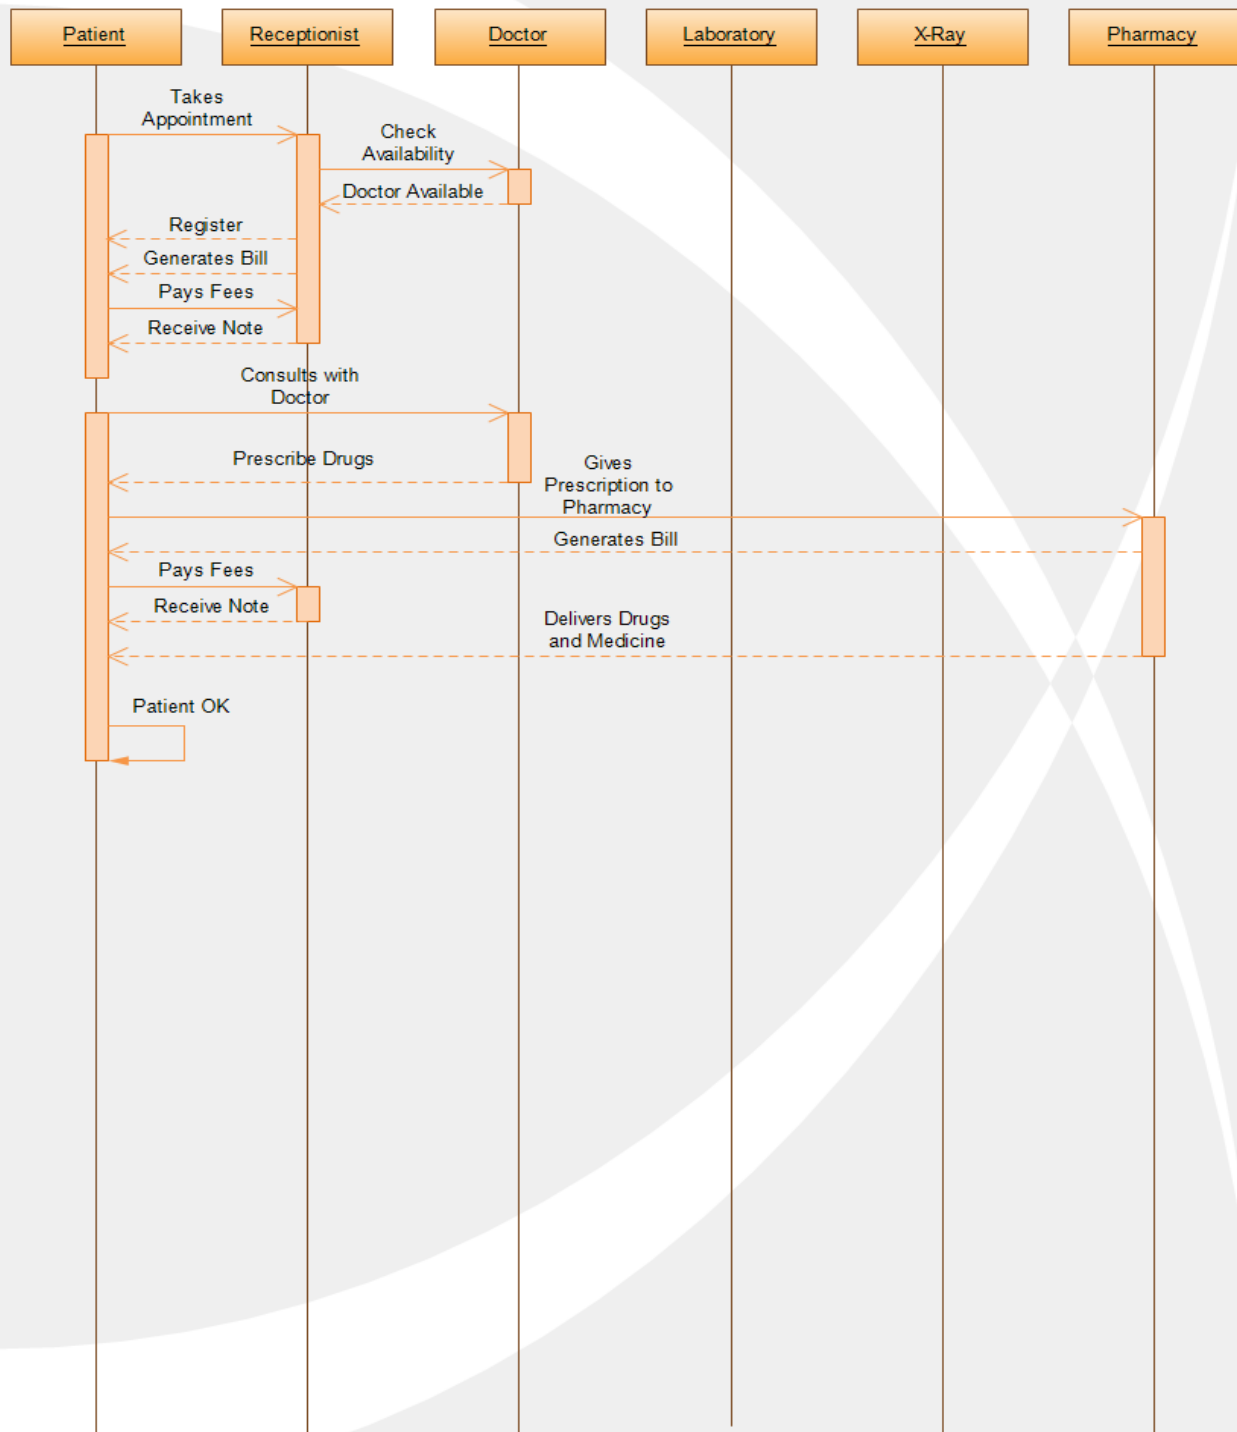 Patient
Receptionist
Doctor
Laboratory
X-Ray
Pharmacy
Takes
Appointment
Check
Availability
Doctor Available
Register
Generates Bill
Pays Fees
Receive Note
Consults with
Doctor
Prescribe Drugs
Gives
Prescription to
Pharmacy
Generates Bill
Pays Fees
Receive Note
Delivers Drugs
and Medicine
Patient OK